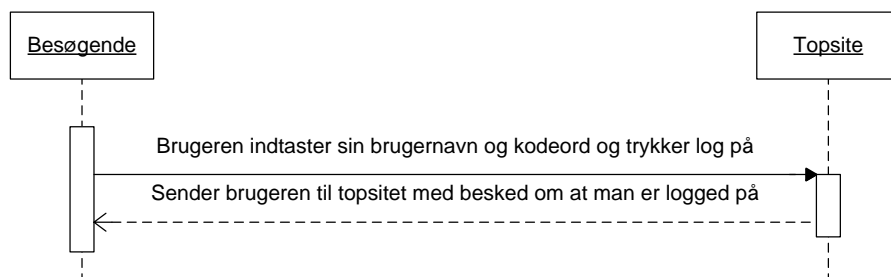 Besøgende
Topsite
Brugeren indtaster sin brugernavn og kodeord og trykker log på
Sender brugeren til topsitet med besked om at man er logged på